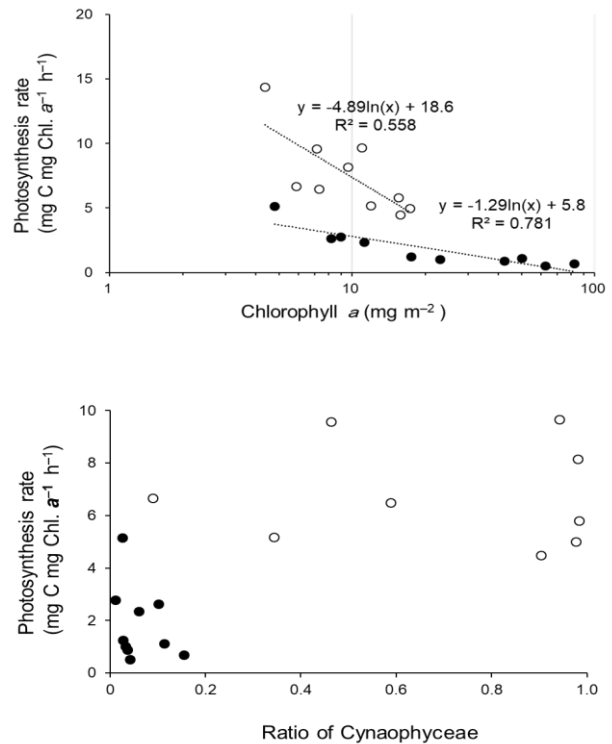 20
15
10
5
0
Photosynthesis rate
(mg C mg Chl. a⁻¹ h⁻¹)
y = -4.89ln(x) + 18.6
R² = 0.558
y = -1.29ln(x) + 5.8
R² = 0.781
1 10 100
Chlorophyll a (mg m⁻²)
10
8
6
4
2
0
Photosynthesis rate
(mg C mg Chl. a⁻¹ h⁻¹)
0 0.2 0.4 0.6 0.8 1.0
Ratio of Cynaophyceae